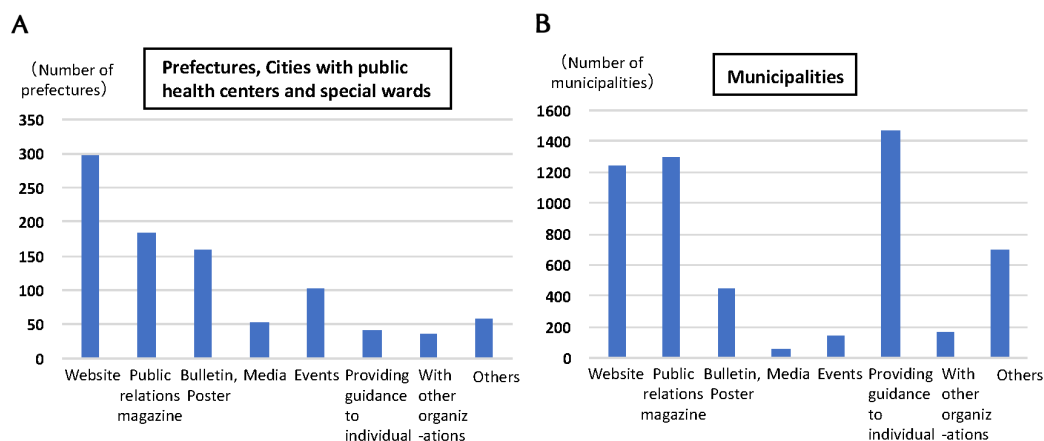 A
（Number of
prefectures）
Prefectures, Cities with public
health centers and special wards
350
300
250
200
150
100
50
0
Website
Public
relations
magazine
Bulletin,
Poster
Media
Events
Providing
guidance
to
individual
With
other
organiz
-ations
Others
B
（Number of
municipalities）
Municipalities
1600
1400
1200
1000
800
600
400
200
0
Website
Public
relations
magazine
Bulletin,
Poster
Media
Events
Providing
guidance
to
individual
With
other
organiz
-ations
Others